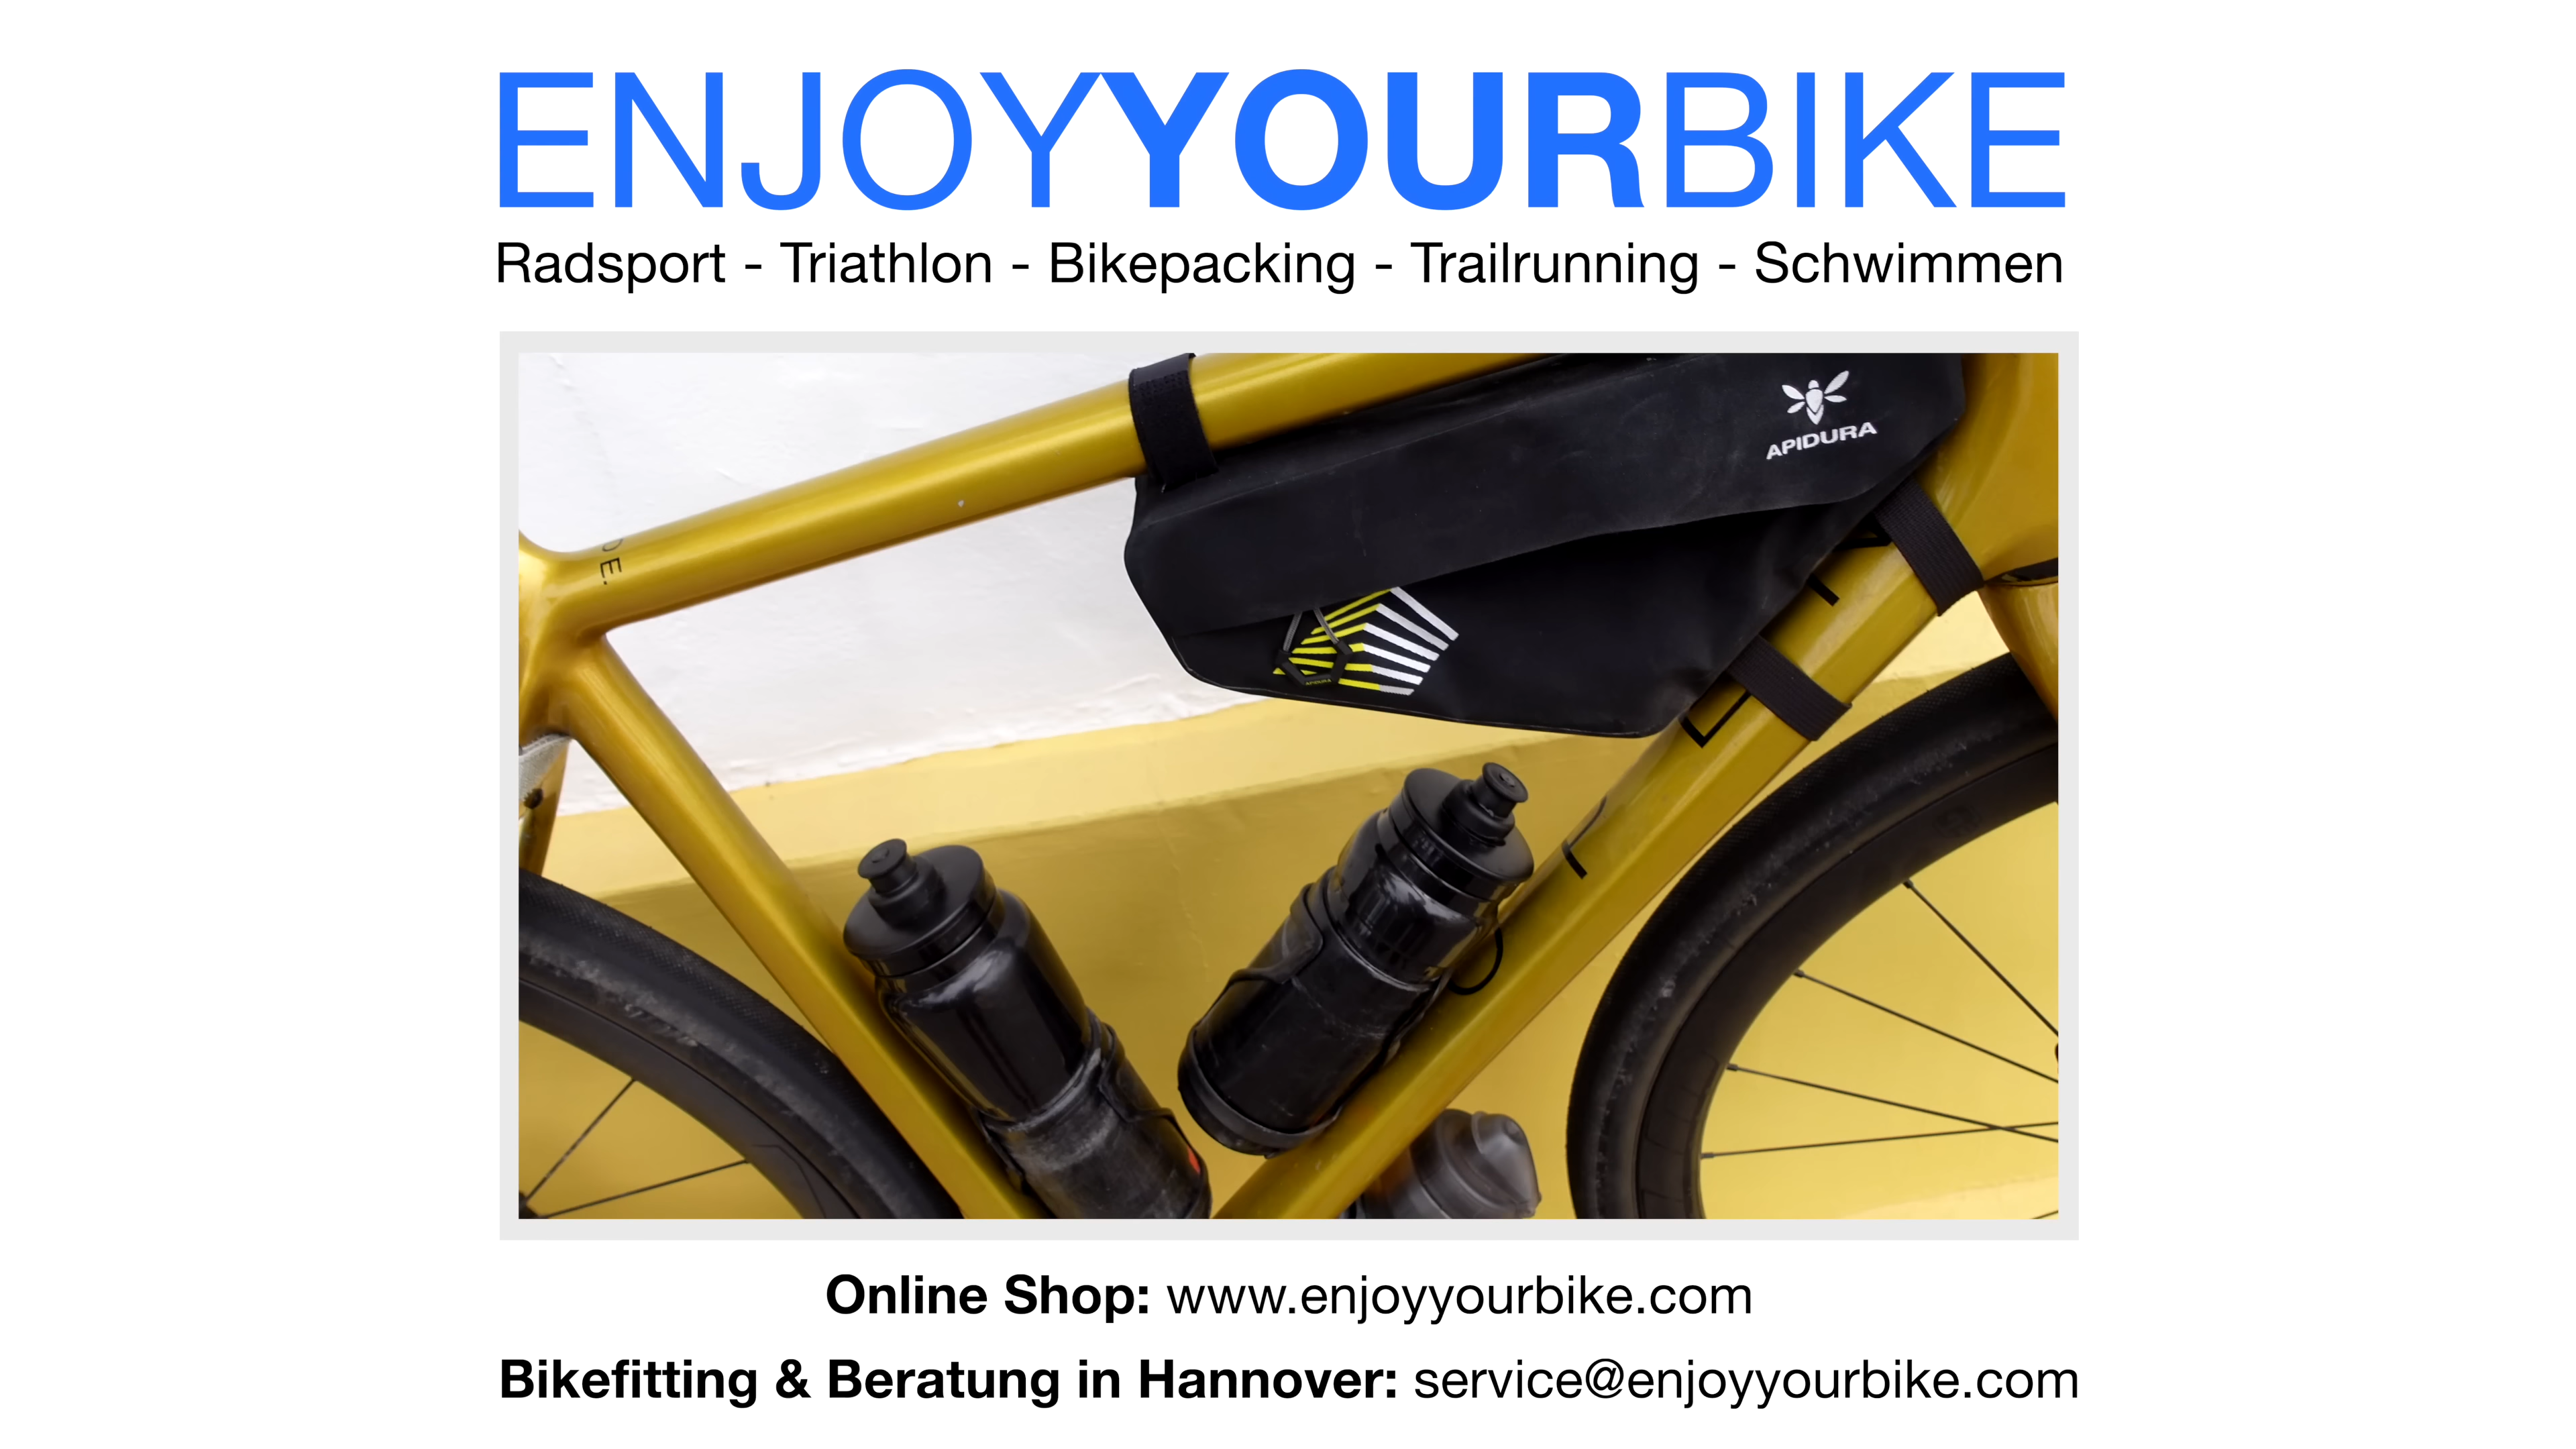 ENJOYYOURBIKE
Radsport - Triathlon - Bikepacking - Trailrunning - Schwimmen
APIDURA
Online Shop: www.enjoyyourbike.com
Bikefitting & Beratung in Hannover: service@enjoyyourbike.com